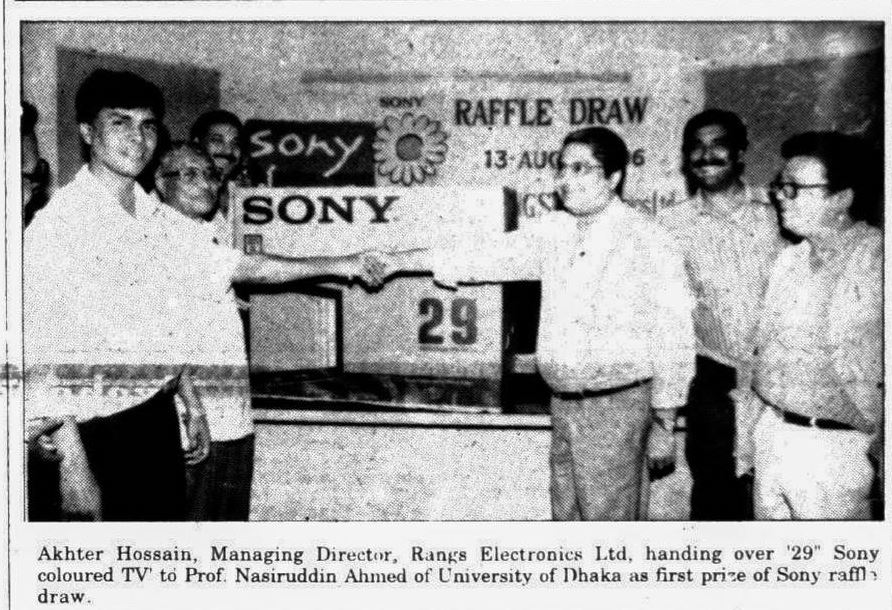 SONY
RAFFLE DRAW
Sony
13-AUG 6
SONY
29
Akhter Hossain, Managing Director, Rangs Electronics Ltd, handing over '29" Sony
coloured TV' to Prof. Nasiruddin Ahmed of University of Dhaka as first prize of Sony raffle
draw.